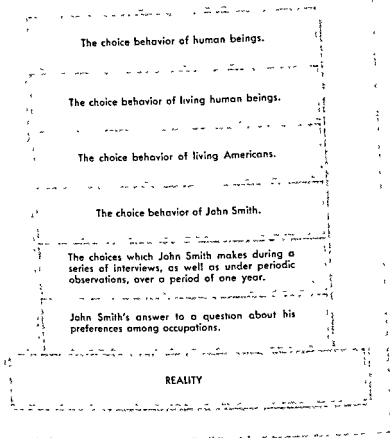 The choice behavior of human beings.
The choice behavior of living human beings.
The choice behavior of living Americans.
The choice behavior of John Smith.
The choices which John Smith makes during a
series of interviews, as well as under periodic
observations, over a period of one year.
John Smith's answer to a question about his
preferences among occupations.
REALITY